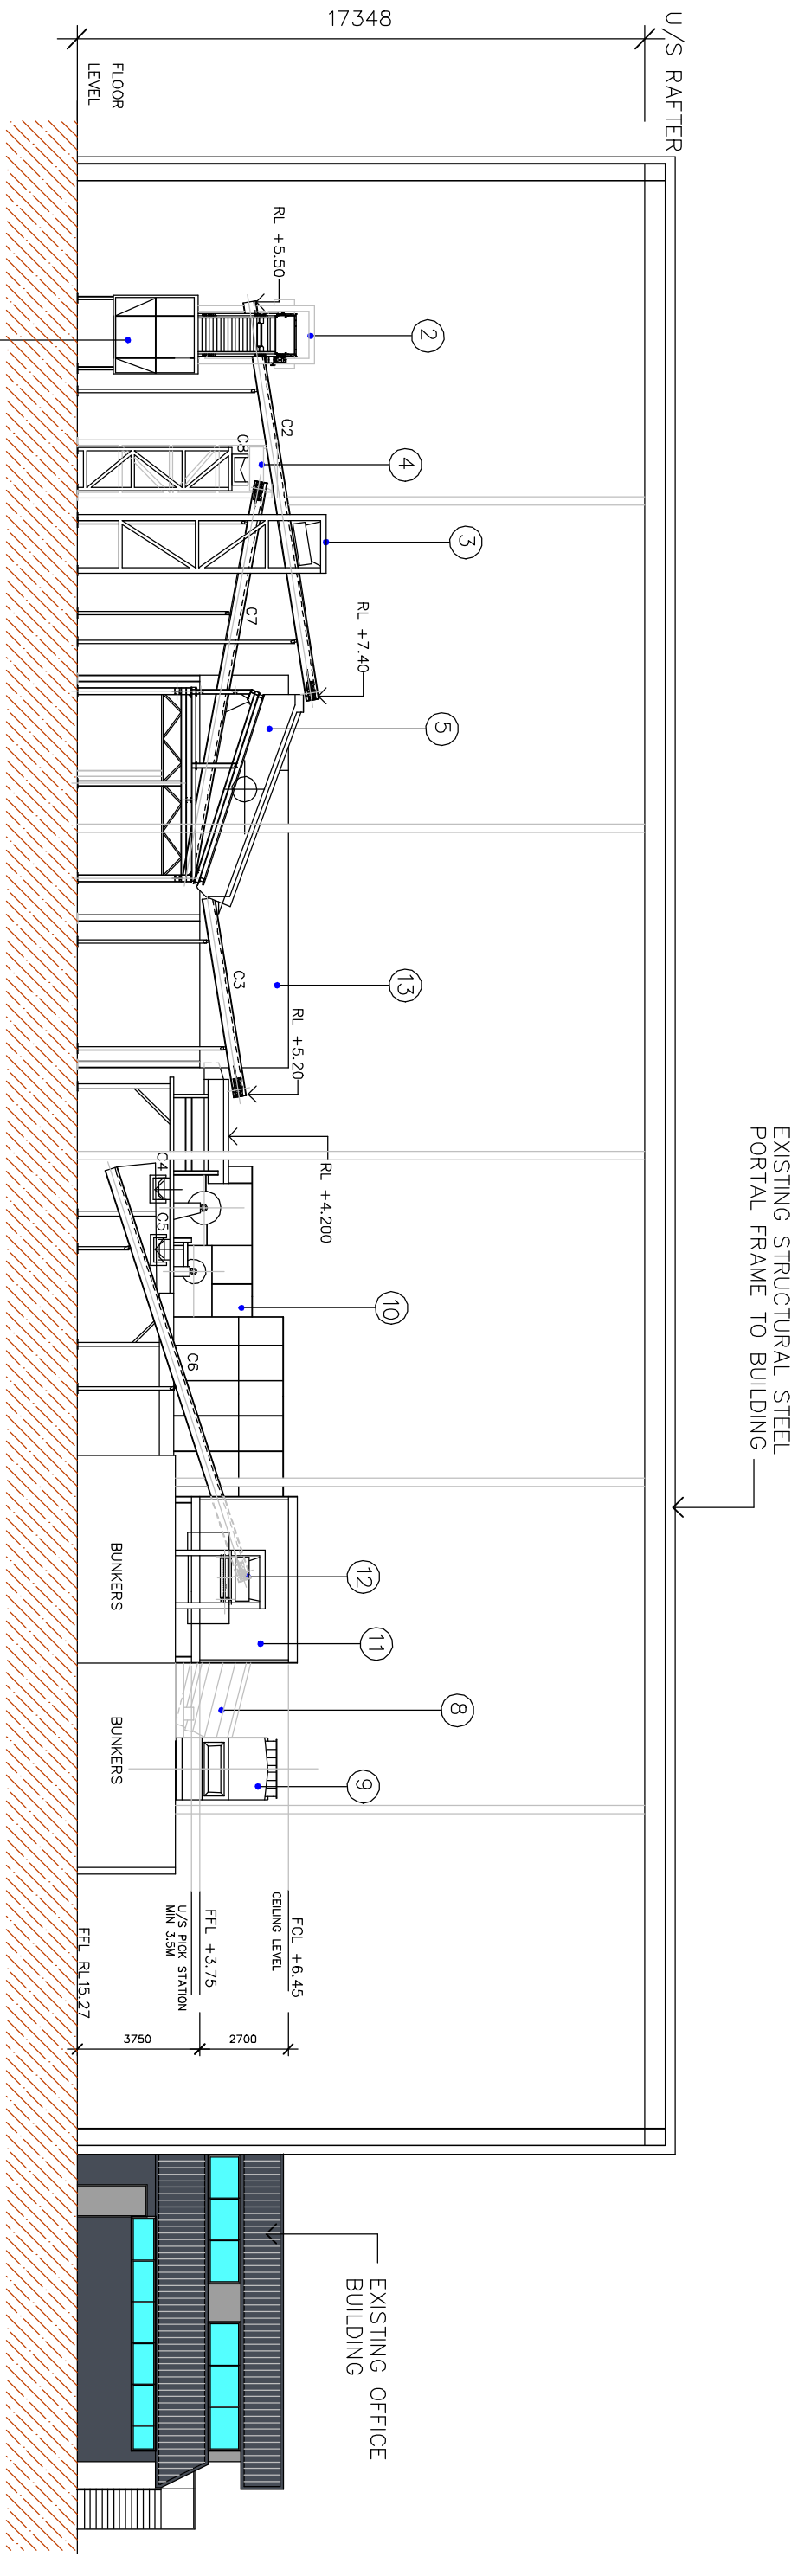 U/S RAFTER
17348
FLOOR
LEVEL
EXISTING STRUCTURAL STEEL
PORTAL FRAME TO BUILDING
RL +5.50
2
C2
C8
4
3
C7
RL +7.40
5
13
C3
RL +5.20
RL +4.200
C4
C5
10
C6
BUNKERS
12
11
BUNKERS
8
9
FCL +6.45
CEILING LEVEL
FFL +3.75
U/S PICK STATION
MIN 3.5M
FFL RL15.27
3750
2700
EXISTING OFFICE
BUILDING